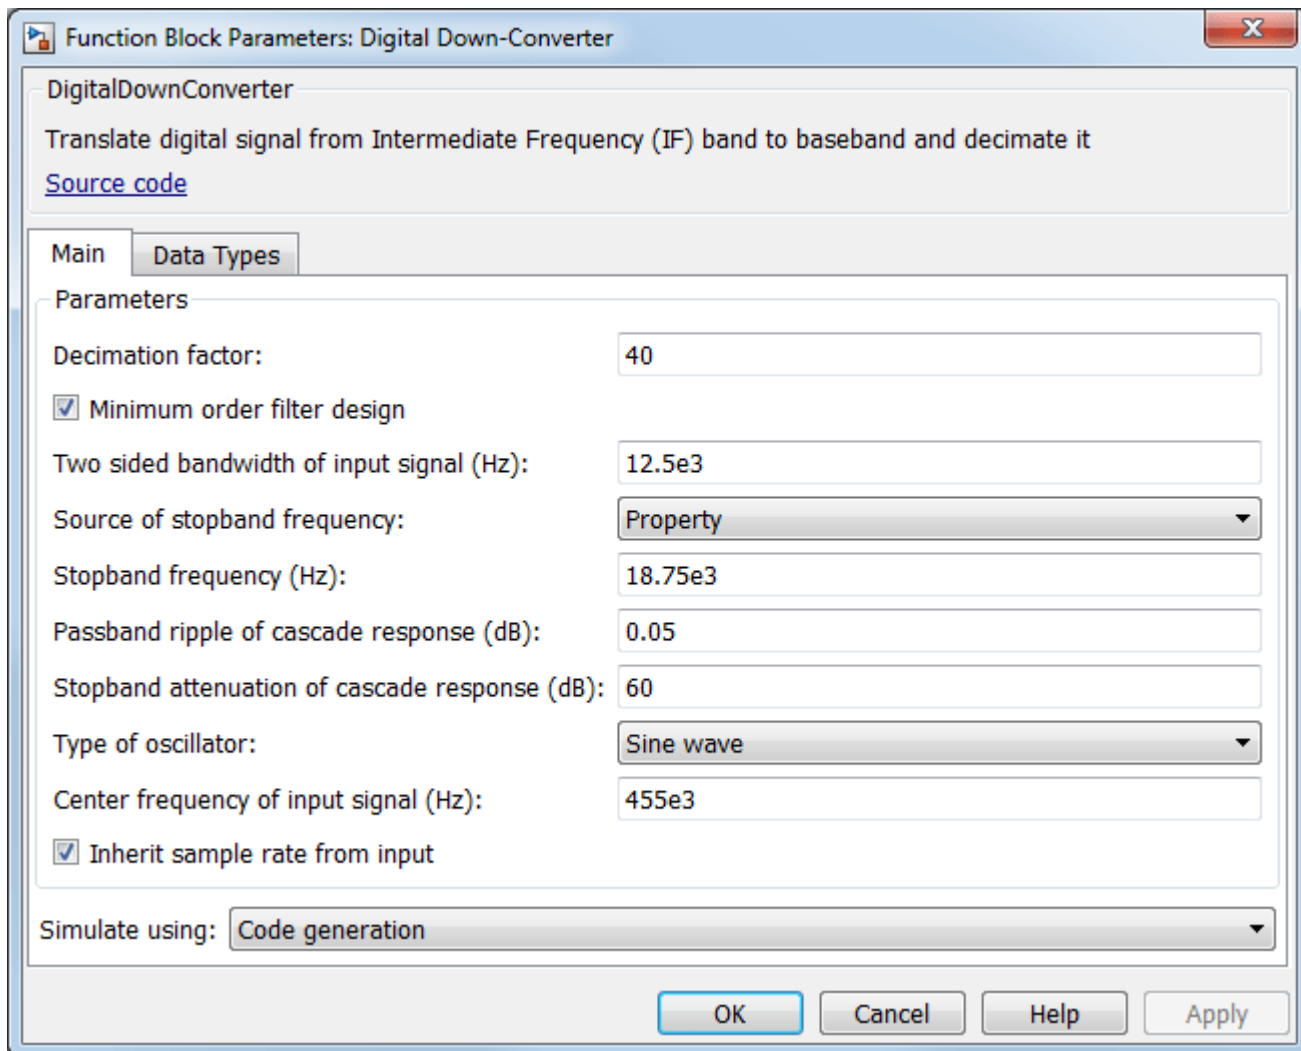 Function Block Parameters: Digital Down-Converter
DigitalDownConverter
Translate digital signal from Intermediate Frequency (IF) band to baseband and decimate it
Source code
Main Data Types
Parameters
Decimation factor: 40
Minimum order filter design
Two sided bandwidth of input signal (Hz): 12.5e3
Source of stopband frequency: Property
Stopband frequency (Hz): 18.75e3
Passband ripple of cascade response (dB): 0.05
Stopband attenuation of cascade response (dB): 60
Type of oscillator: Sine wave
Center frequency of input signal (Hz): 455e3
Inherit sample rate from input
Simulate using: Code generation
OK Cancel Help Apply